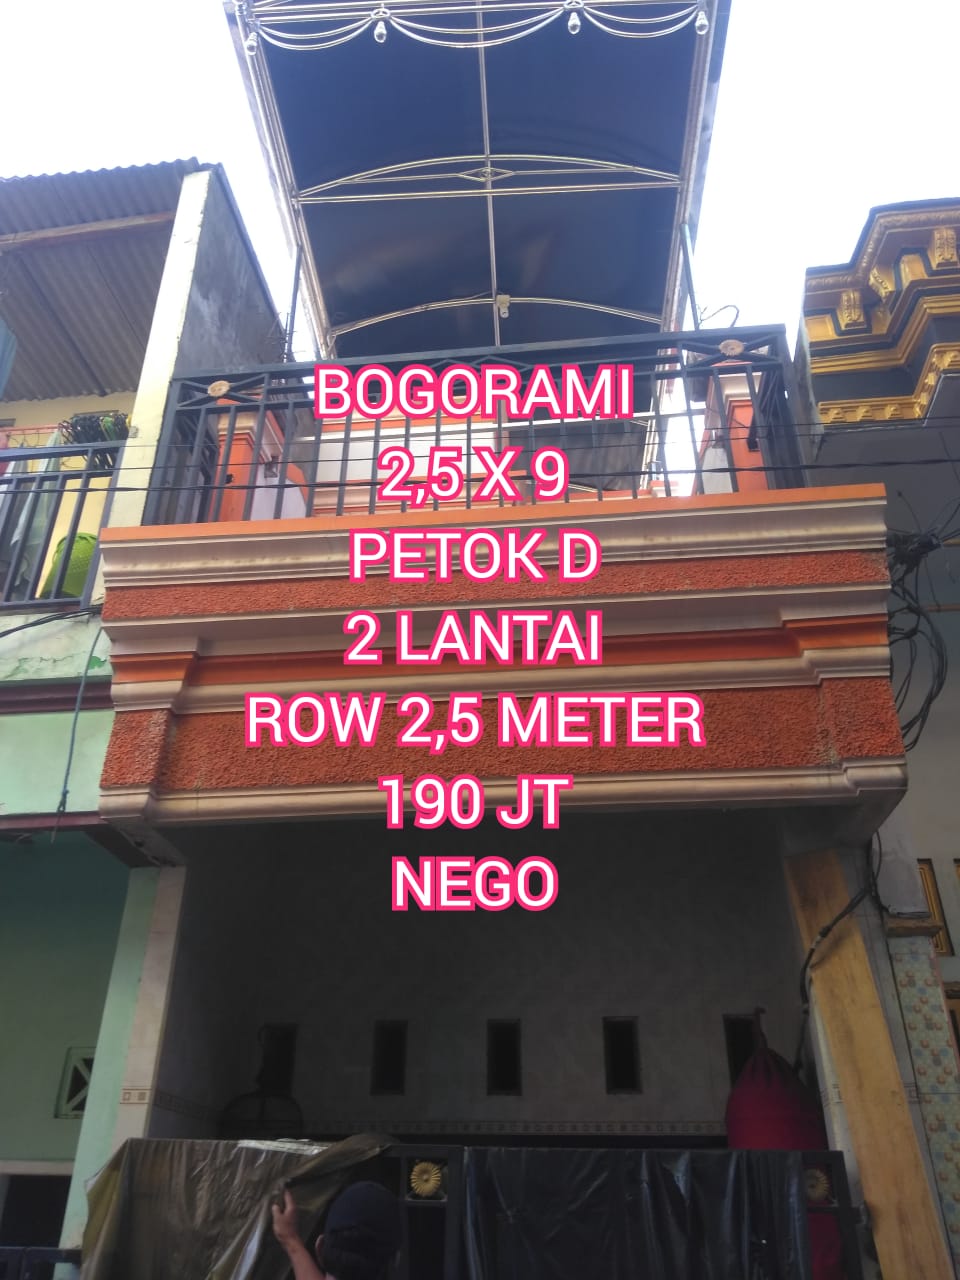 BOGORAMI
2,5 X 9
PETOK D
2 LANTAI
ROW 2,5 METER
190 JT
NEGO